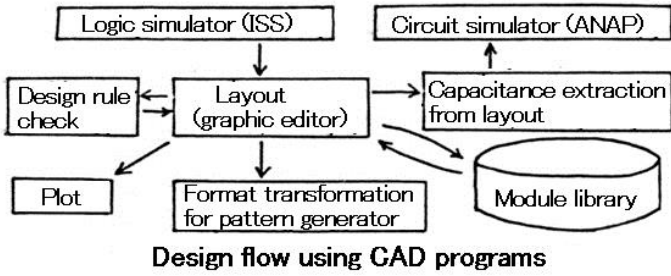 Logic simulator (ISS)
Circuit simulator (ANAP)
Design rule
check
Layout
(graphic editor)
Capacitance extraction
from layout
Plot
Format transformation
for pattern generator
Module library
Design flow using CAD programs